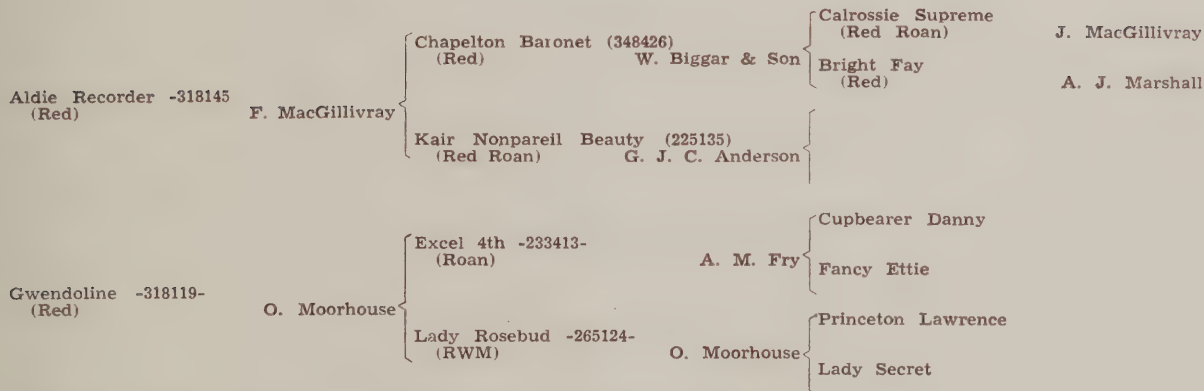 Calrossie Supreme
(Red Roan) J. MacGillivray
Chapelton Baronet (348426)
(Red) W. Biggar & Son
Bright Fay
(Red) A. J. Marshall
Aldie Recorder -318145
(Red) F. MacGillivray
Kair Nonpareil Beauty (225135)
(Red Roan) G. J. C. Anderson
Cupbearer Danny
Excel 4th -233413-
(Roan) A. M. Fry
Fancy Ettie
Gwendoline -318119-
(Red) O. Moorhouse
Princeton Lawrence
Lady Rosebud -265124-
(RWM) O. Moorhouse
Lady Secret